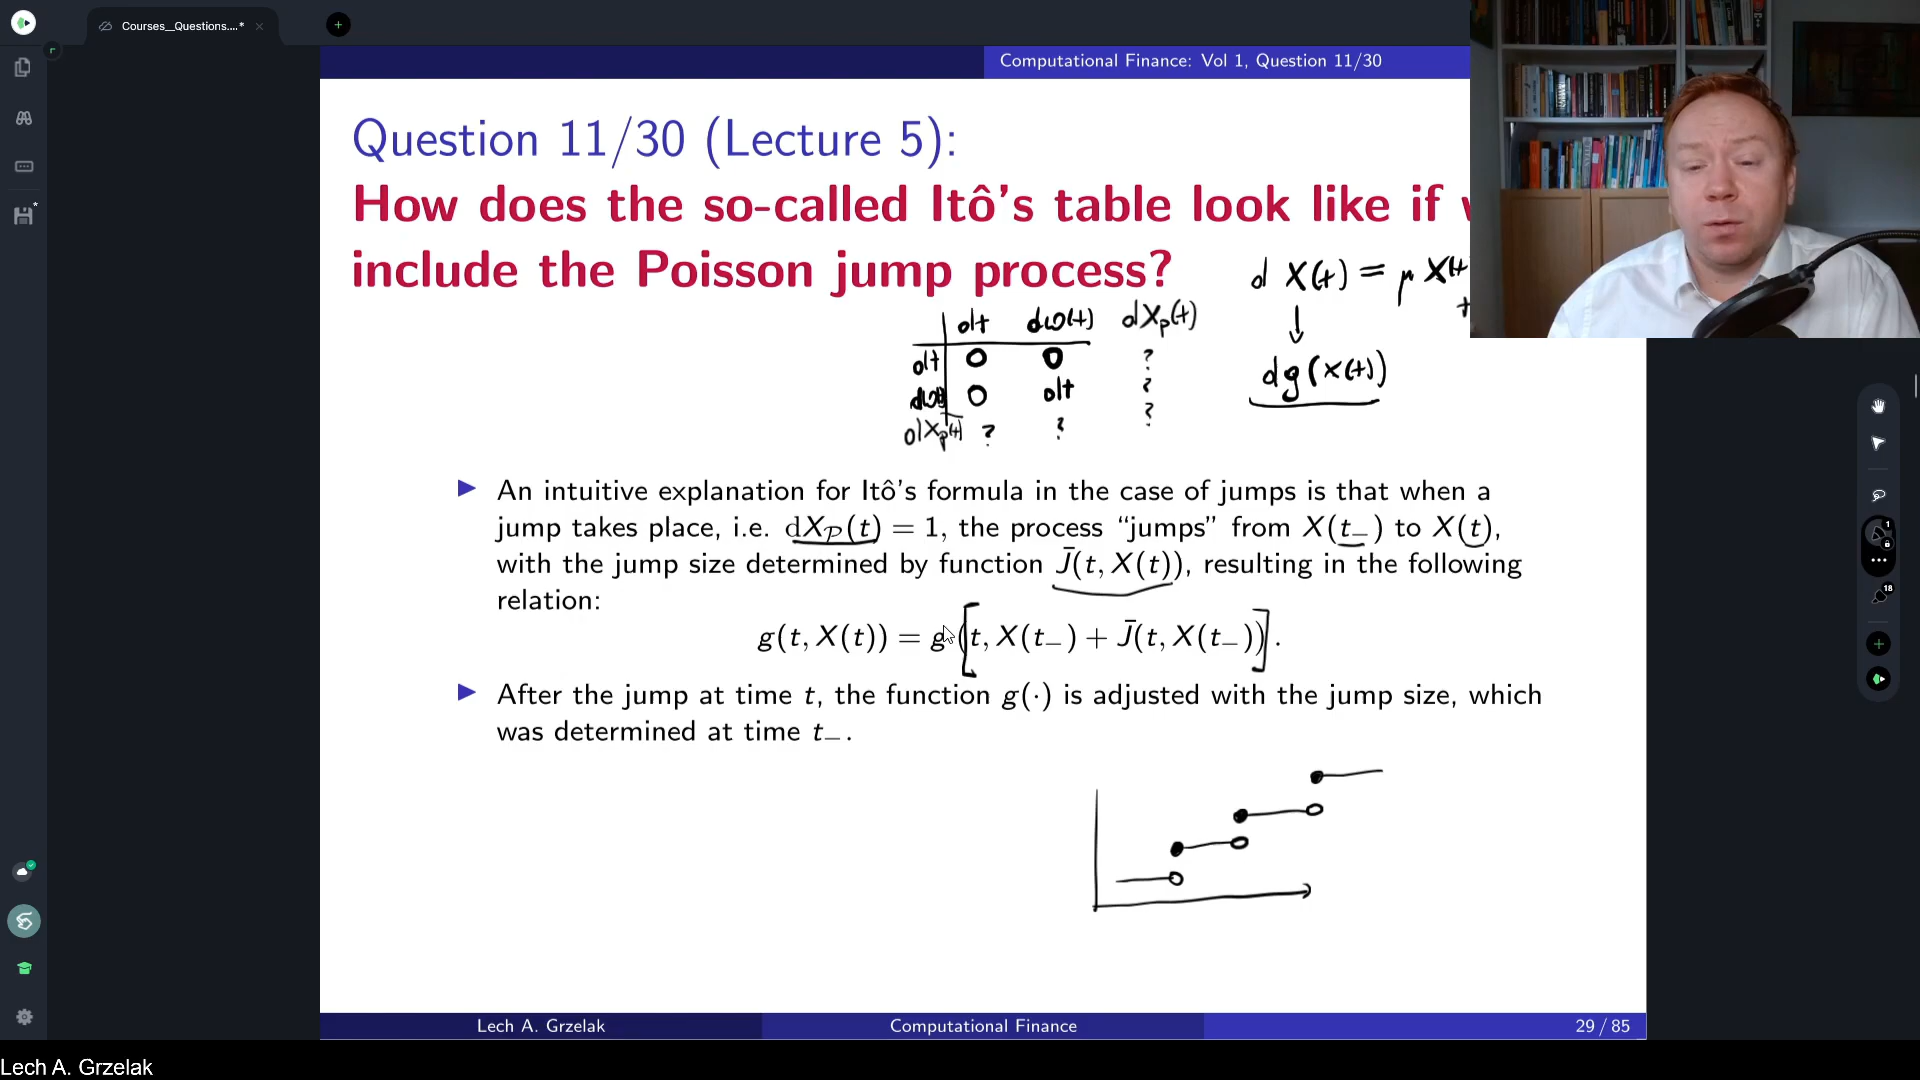 Courses__Questions....*
Computational Finance: Vol 1, Question 11/30
Question 11/30 (Lecture 5):
How does the so-called Itô's table look like if
include the Poisson jump process?
d X(t) = μ X(t
dt dW(t) dX_p(t)
dt 0 0 ?
dW(t) 0 dt ?
dX_p(t) ? ? ?
dg(X(t))
An intuitive explanation for Itô's formula in the case of jumps is that when a
jump takes place, i.e. dX_𝒫(t) = 1, the process “jumps” from X(t_−) to X(t),
with the jump size determined by function J̄(t, X(t)), resulting in the following
relation:
g(t, X(t)) = g(t, X(t_−) + J̄(t, X(t_−))).
After the jump at time t, the function g(·) is adjusted with the jump size, which
was determined at time t_−.
Lech A. Grzelak Computational Finance 29 / 85
Lech A. Grzelak
1
18